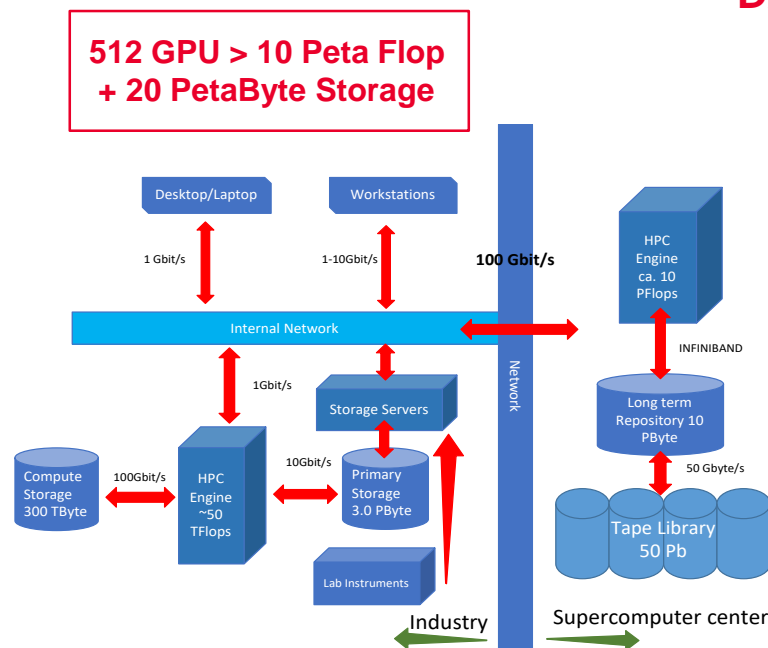 D
512 GPU > 10 Peta Flop
+ 20 PetaByte Storage
Desktop/Laptop
Workstations
1 Gbit/s
1-10Gbit/s
100 Gbit/s
HPC
Engine
ca. 10
PFlops
Internal Network
INFINIBAND
Network
1Gbit/s
Storage Servers
Long term
Repository 10
PByte
Compute
Storage
300 TByte
100Gbit/s
HPC
Engine
~50
TFlops
10Gbit/s
Primary
Storage
3.0 PByte
50 Gbyte/s
Tape Library
50 Pb
Lab Instruments
Industry
Supercomputer center